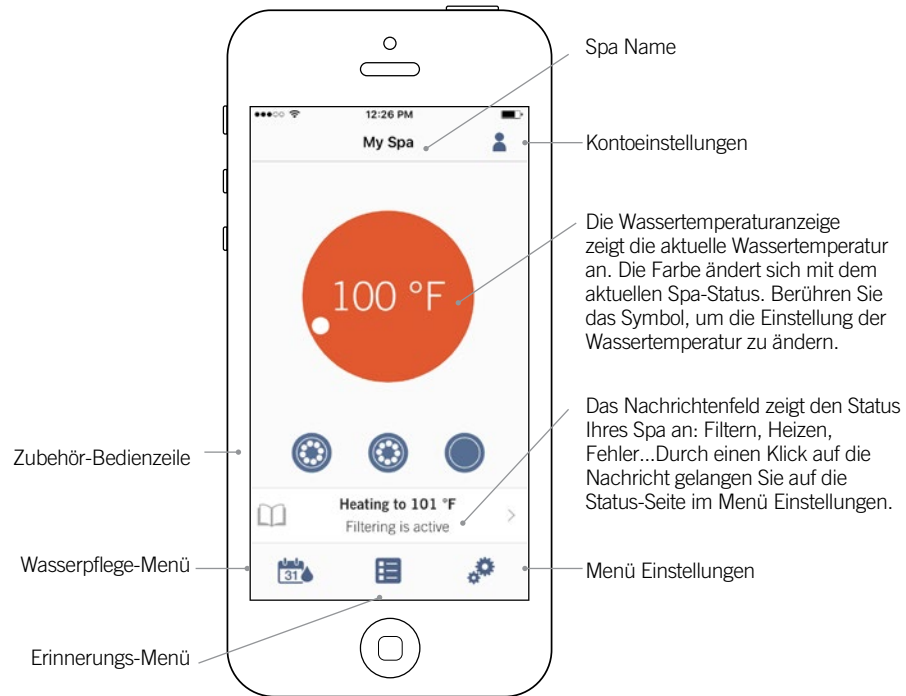 Spa Name
12:26 PM
My Spa
Kontoeinstellungen
Die Wassertemperaturanzeige
zeigt die aktuelle Wassertemperatur
an. Die Farbe ändert sich mit dem
aktuellen Spa-Status. Berühren Sie
das Symbol, um die Einstellung der
Wassertemperatur zu ändern.
100 °F
Das Nachrichtenfeld zeigt den Status
Ihres Spa an: Filtern, Heizen,
Fehler...Durch einen Klick auf die
Nachricht gelangen Sie auf die
Status-Seite im Menü Einstellungen.
Zubehör-Bedienzeile
Heating to 101 °F
Filtering is active
Wasserpflege-Menü
31
Menü Einstellungen
Erinnerungs-Menü